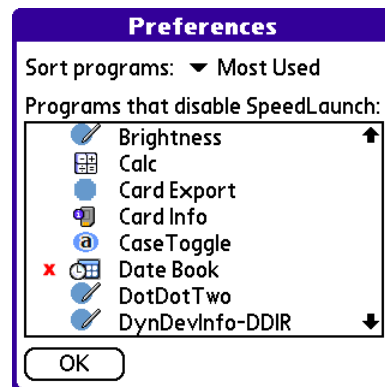 Preferences
Sort programs: Most Used
Programs that disable SpeedLaunch:
Brightness
Calc
Card Export
Card Info
CaseToggle
x Date Book
DotDotTwo
DynDevInfo-DDIR
OK